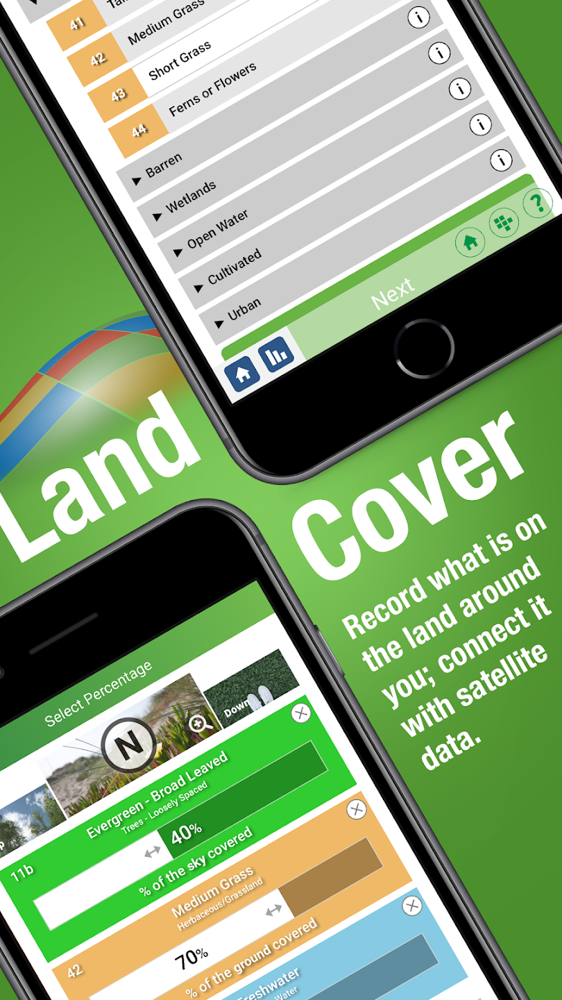 41
42
Medium Grass
43
Short Grass
44
Ferns or Flowers
Barren
Wetlands
Open Water
Cultivated
Urban
Next
Land
Cover
Record what is on
the land around
you; connect it
with satellite
data.
Select Percentage
N
Down
Evergreen - Broad Leaved
Trees - Loosely Spaced
40%
11b
% of the sky covered
Medium Grass
Herbaceous/Grassland
70%
42
% of the ground covered
Freshwater
Water